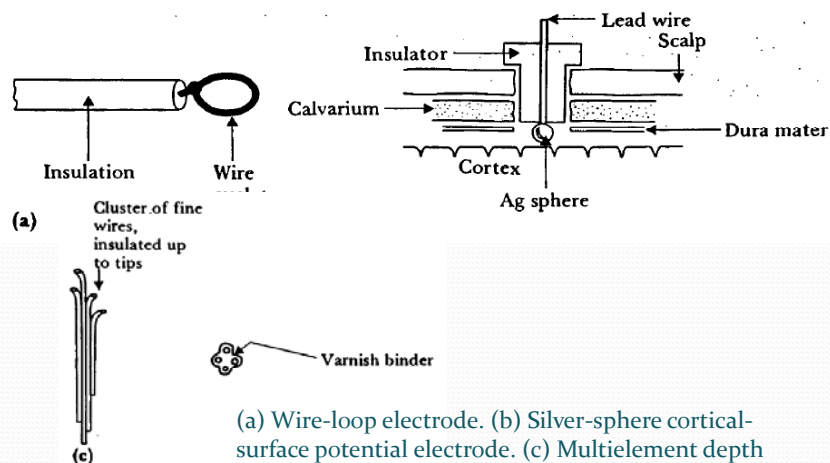 Lead wire
Scalp
Insulator
Calvarium
Dura mater
Cortex
Ag sphere
Insulation
Wire
(a)
Cluster of fine
wires,
insulated up
to tips
Varnish binder
(c)
(a) Wire-loop electrode. (b) Silver-sphere cortical-
surface potential electrode. (c) Multielement depth